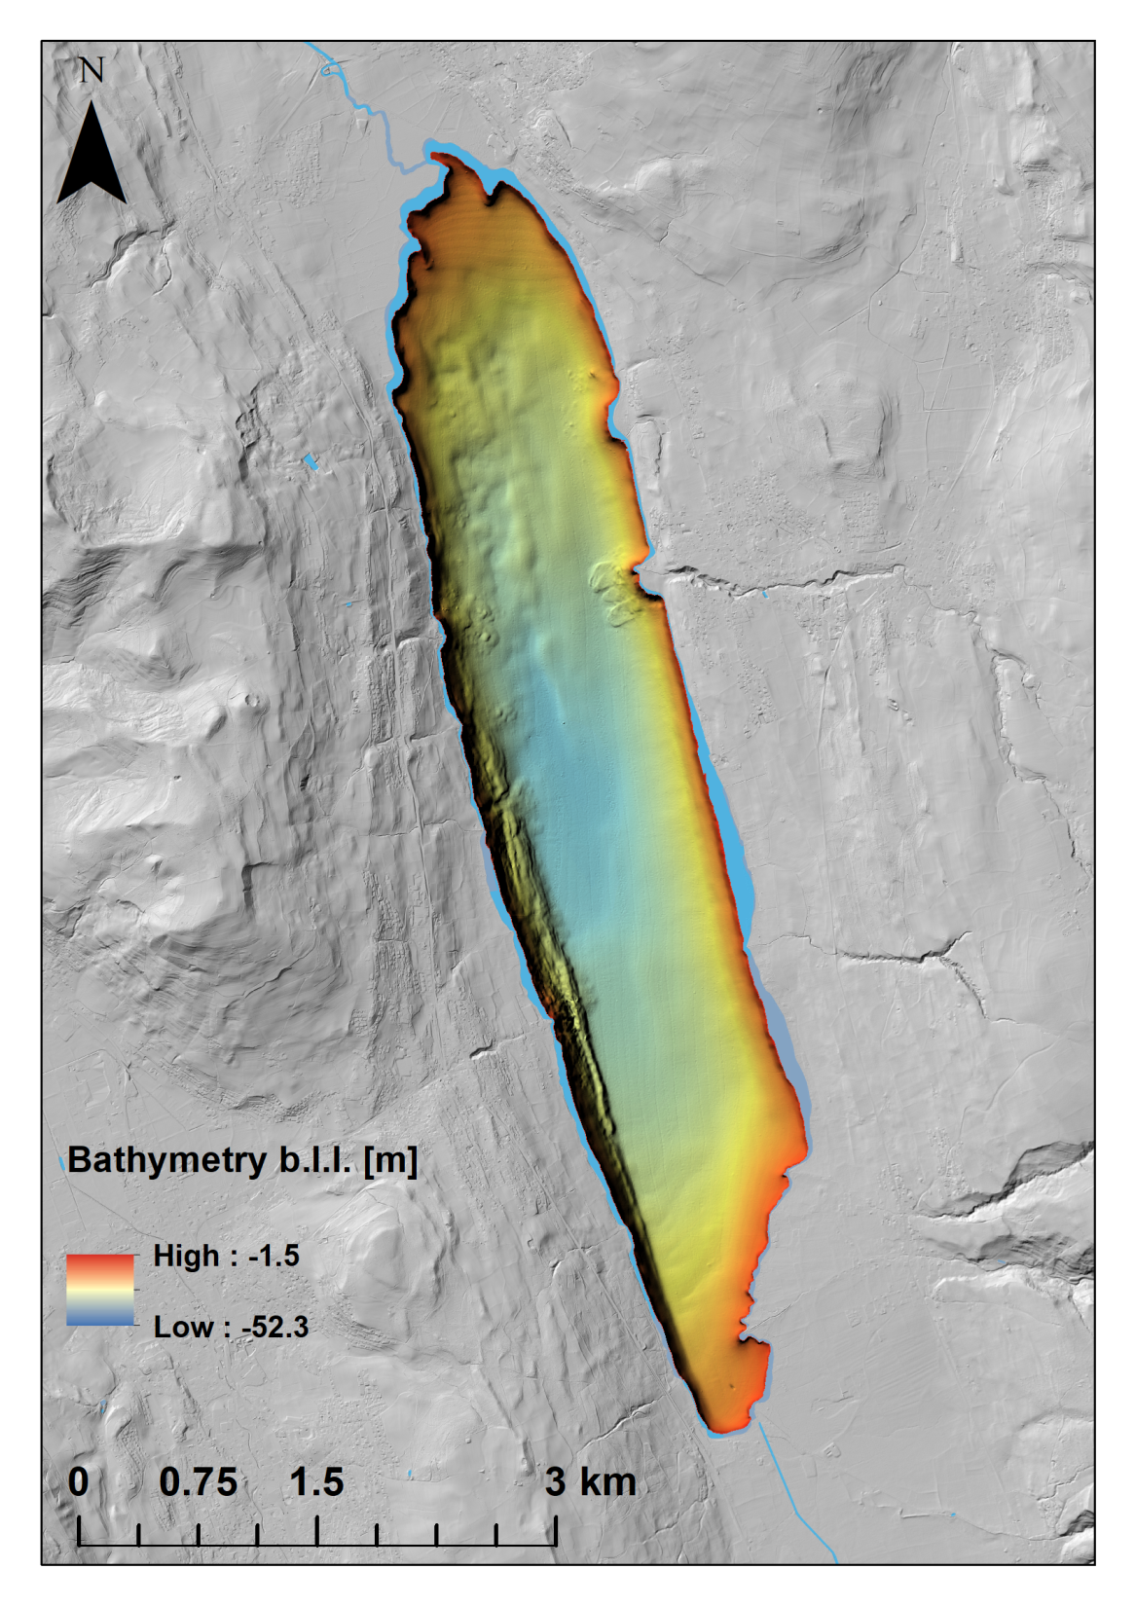 N
Bathymetry b.l.l. [m]
High : -1.5
Low : -52.3
0 0.75 1.5 3 km